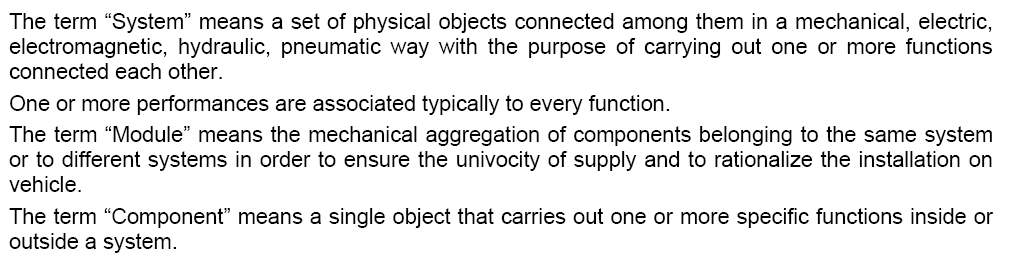 The term “System” means a set of physical objects connected among them in a mechanical, electric,
electromagnetic, hydraulic, pneumatic way with the purpose of carrying out one or more functions
connected each other.
One or more performances are associated typically to every function.
The term “Module” means the mechanical aggregation of components belonging to the same system
or to different systems in order to ensure the univocity of supply and to rationalize the installation on
vehicle.
The term “Component” means a single object that carries out one or more specific functions inside or
outside a system.